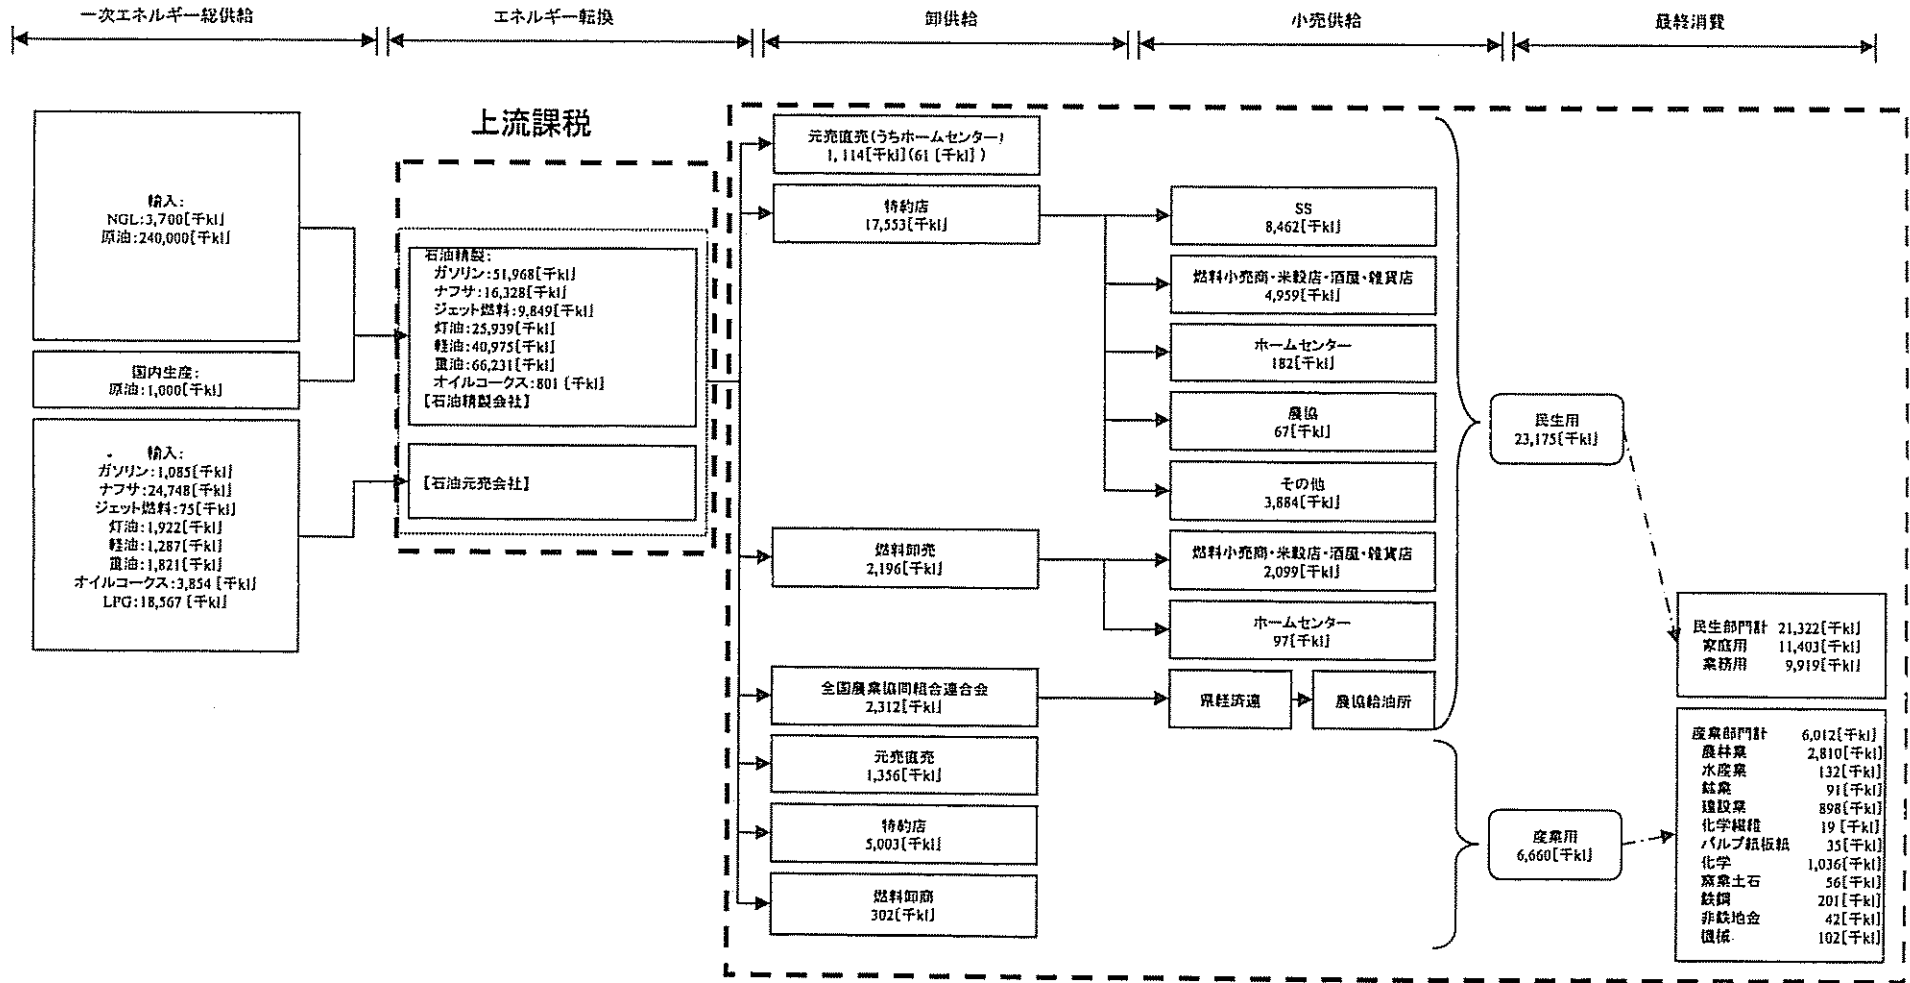 一次エネルギー総供給
エネルギー転換
卸供給
小売供給
最終消費
上流課税
輸入:
NGL:3,700[千kl]
原油:240,000[千kl]
国内生産:
原油:1,000[千kl]
輸入:
ガソリン:1,085[千kl]
ナフサ:24,748[千kl]
ジェット燃料:75[千kl]
灯油:1,922[千kl]
軽油:1,287[千kl]
重油:1,821[千kl]
オイルコークス:3,854 [千kl]
LPG:18,567 [千kl]
石油精製:
ガソリン:51,968[千kl]
ナフサ:16,328[千kl]
ジェット燃料:9,849[千kl]
灯油:25,939[千kl]
軽油:40,975[千kl]
重油:66,231[千kl]
オイルコークス:801 [千kl]
【石油精製会社】
【石油元売会社】
元売直売(うちホームセンター)
1,114[千kl](61 [千kl] )
特約店
17,553[千kl]
燃料卸売
2,196[千kl]
全国農業協同組合連合会
2,312[千kl]
元売直売
1,356[千kl]
特約店
5,003[千kl]
燃料卸商
302[千kl]
SS
8,462[千kl]
燃料小売商・米穀店・酒屋・雑貨店
4,959[千kl]
ホームセンター
182[千kl]
農協
67[千kl]
その他
3,884[千kl]
燃料小売商・米穀店・酒屋・雑貨店
2,099[千kl]
ホームセンター
97[千kl]
県経済連
農協給油所
民生用
23,175[千kl]
産業用
6,660[千kl]
民生部門計 21,322[千kl]
家庭用 11,403[千kl]
業務用 9,919[千kl]
産業部門計 6,012[千kl]
農林業 2,810[千kl]
水産業 132[千kl]
鉱業 91[千kl]
建設業 898[千kl]
化学繊維 19 [千kl]
パルプ紙板紙 35[千kl]
化学 1,036[千kl]
窯業土石 56[千kl]
鉄鋼 201[千kl]
非鉄地金 42[千kl]
機械 102[千kl]